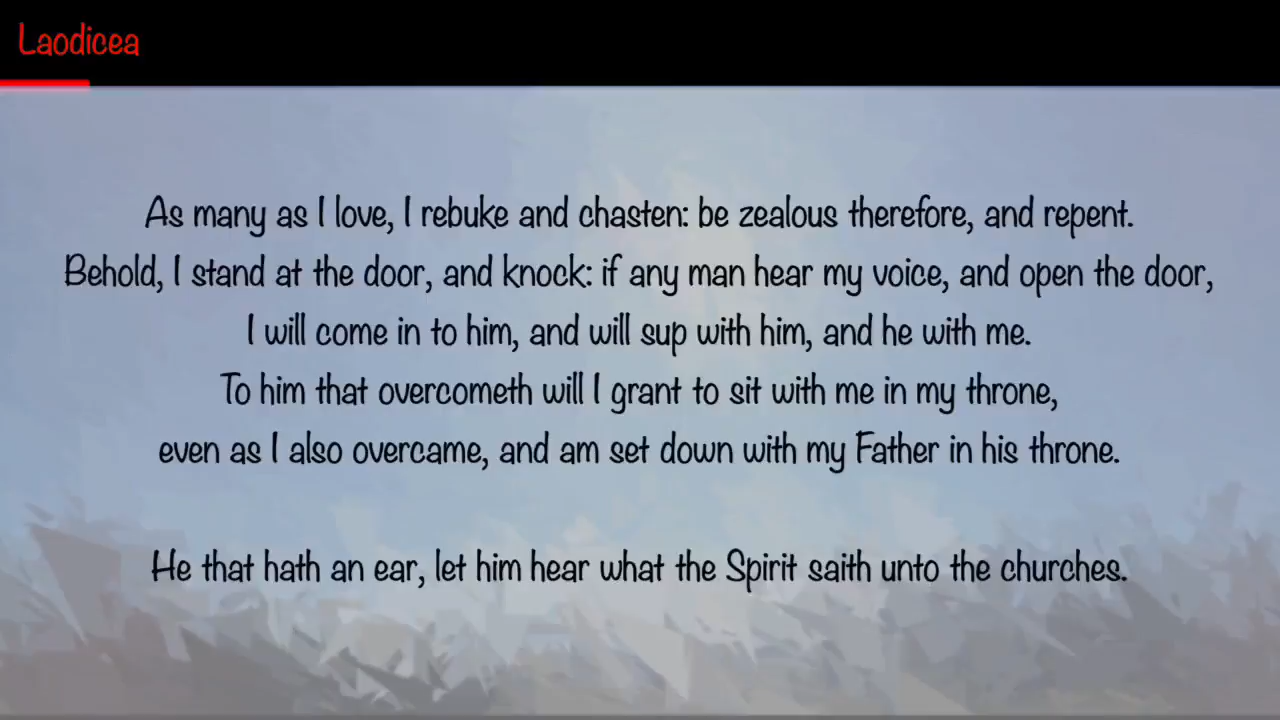 Laodicea
As many as I love, I rebuke and chasten: be zealous therefore, and repent.
Behold, I stand at the door, and knock: if any man hear my voice, and open the door,
I will come in to him, and will sup with him, and he with me.
To him that overcometh will I grant to sit with me in my throne,
even as I also overcame, and am set down with my Father in his throne.
He that hath an ear, let him hear what the Spirit saith unto the churches.